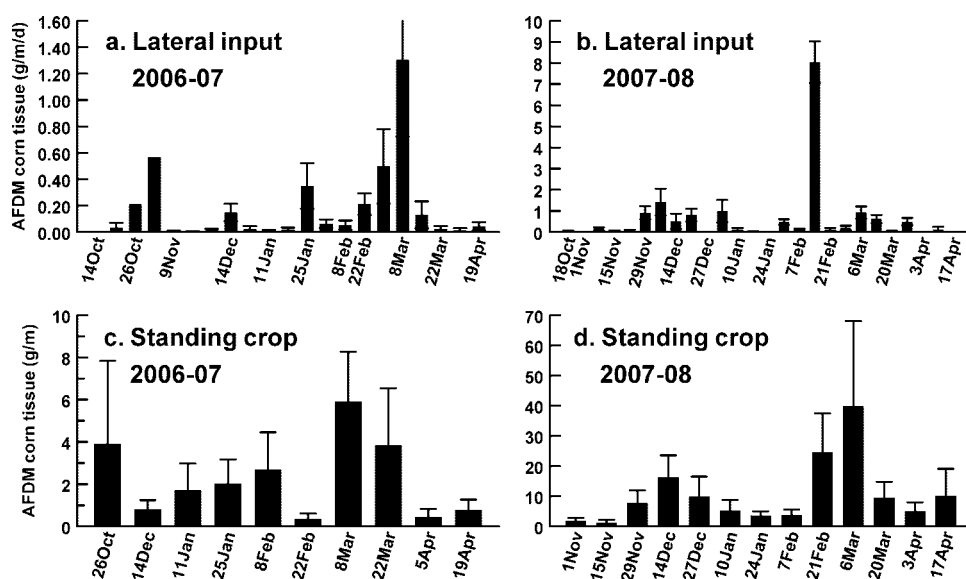 AFDM corn tissue (g/m/d)
1.60
1.40
1.20
1.00
0.80
0.60
0.40
0.20
0.00
a. Lateral input
2006-07
14Oct
26Oct
9Nov
14Dec
11Jan
25Jan
8Feb
22Feb
8Mar
22Mar
19Apr
10
9
8
7
6
5
4
3
2
1
0
b. Lateral input
2007-08
18Oct
1Nov
15Nov
29Nov
14Dec
27Dec
10Jan
24Jan
7Feb
21Feb
6Mar
20Mar
3Apr
17Apr
AFDM corn tissue (g/m)
10
8
6
4
2
0
c. Standing crop
2006-07
26Oct
14Dec
11Jan
25Jan
8Feb
22Feb
8Mar
22Mar
5Apr
19Apr
70
60
50
40
30
20
10
0
d. Standing crop
2007-08
1Nov
15Nov
29Nov
14Dec
27Dec
10Jan
24Jan
7Feb
21Feb
6Mar
20Mar
3Apr
17Apr